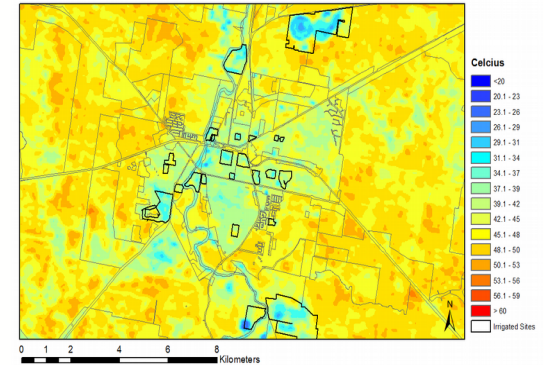 Celcius
<20
20.1 - 23
23.1 - 26
26.1 - 29
29.1 - 31
31.1 - 34
34.1 - 37
37.1 - 39
39.1 - 42
42.1 - 45
45.1 - 48
48.1 - 50
50.1 - 53
53.1 - 56
56.1 - 59
> 60
Irrigated Sites
N
0 1 2 4 6 8
Kilometers